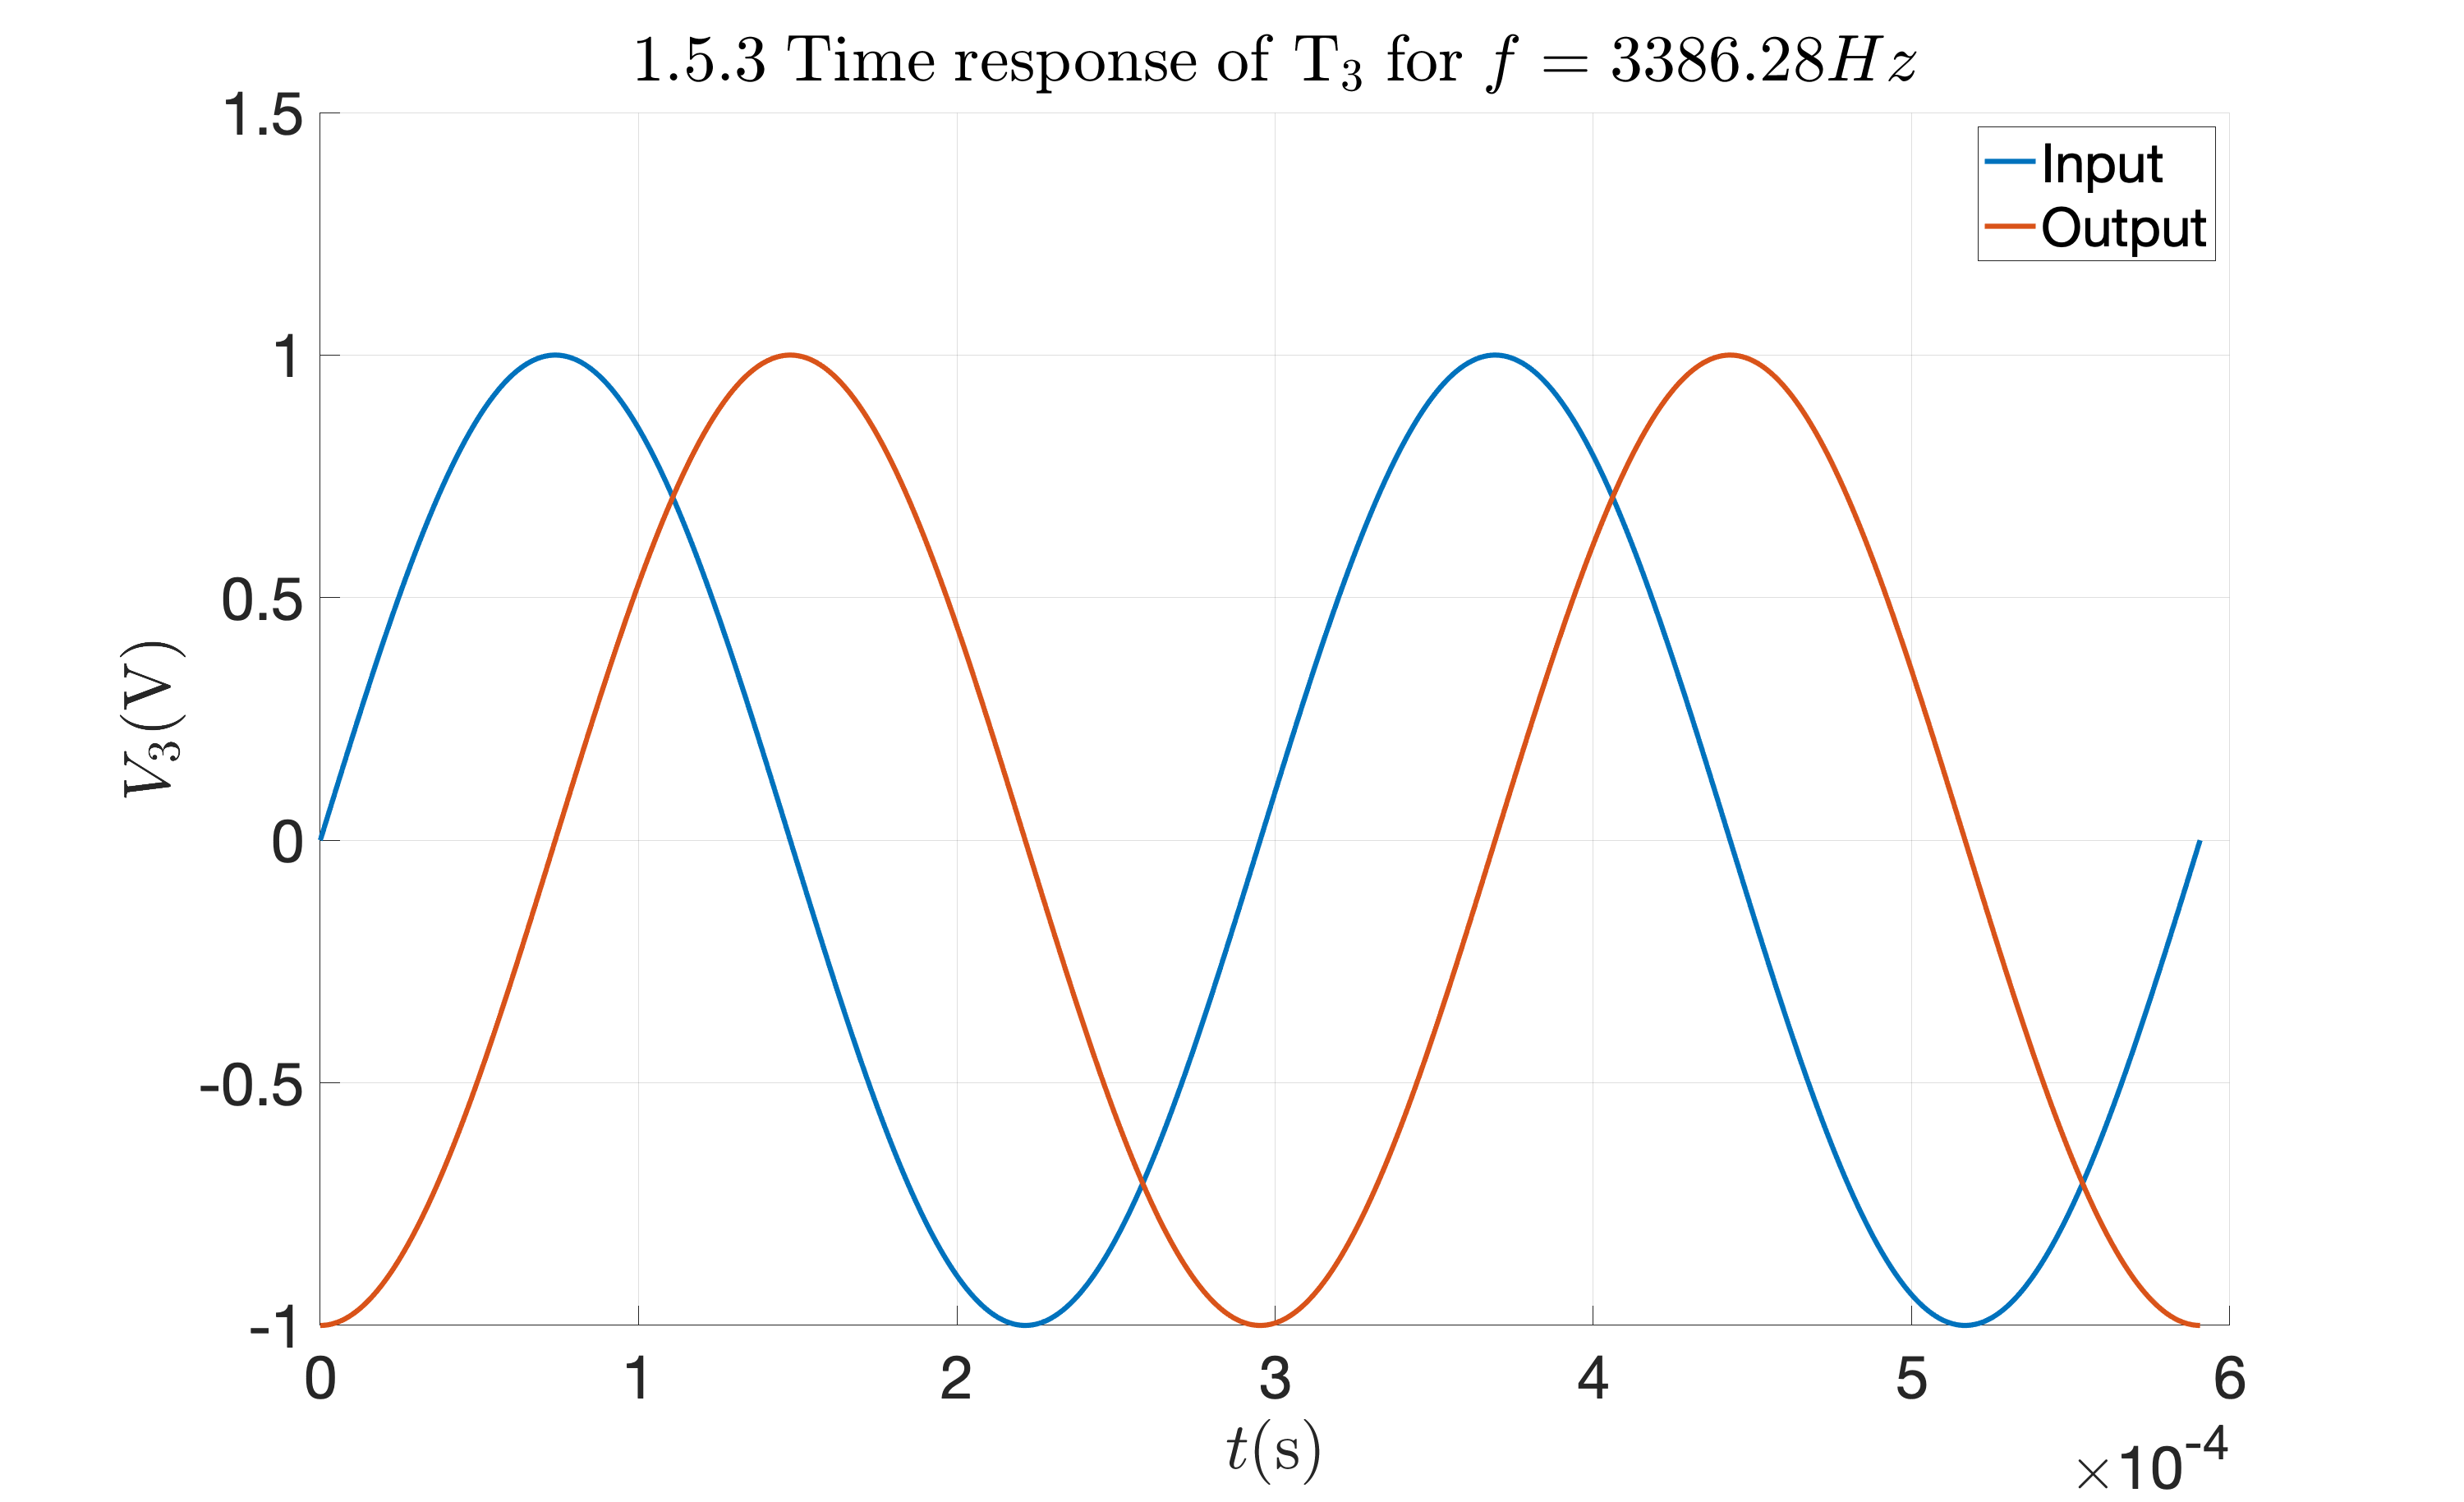 1.5.3 Time response of T₃ for f = 3386.28Hz
1.5
1
0.5
0
-0.5
-1
V₃(V)
Input
Output
0 1 2 3 4 5 6
t(s)
×10⁻⁴